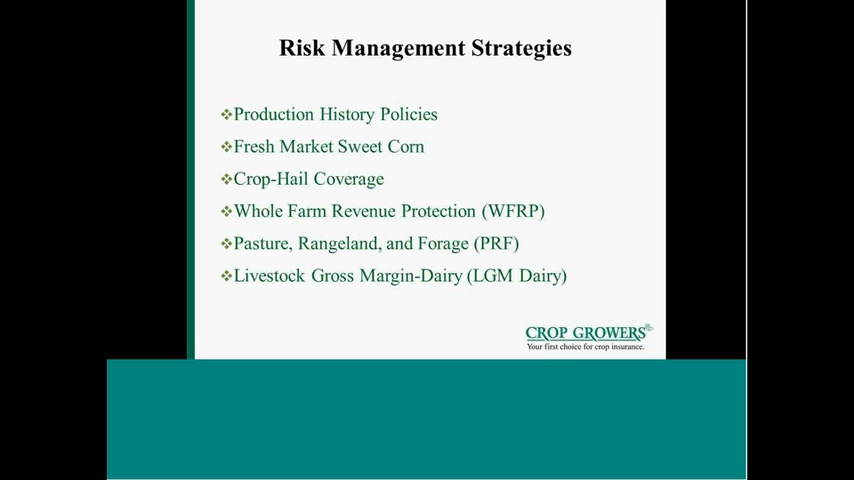 Risk Management Strategies
❖Production History Policies
❖Fresh Market Sweet Corn
❖Crop-Hail Coverage
❖Whole Farm Revenue Protection (WFRP)
❖Pasture, Rangeland, and Forage (PRF)
❖Livestock Gross Margin-Dairy (LGM Dairy)
CROP GROWERS
Your first choice for crop insurance.